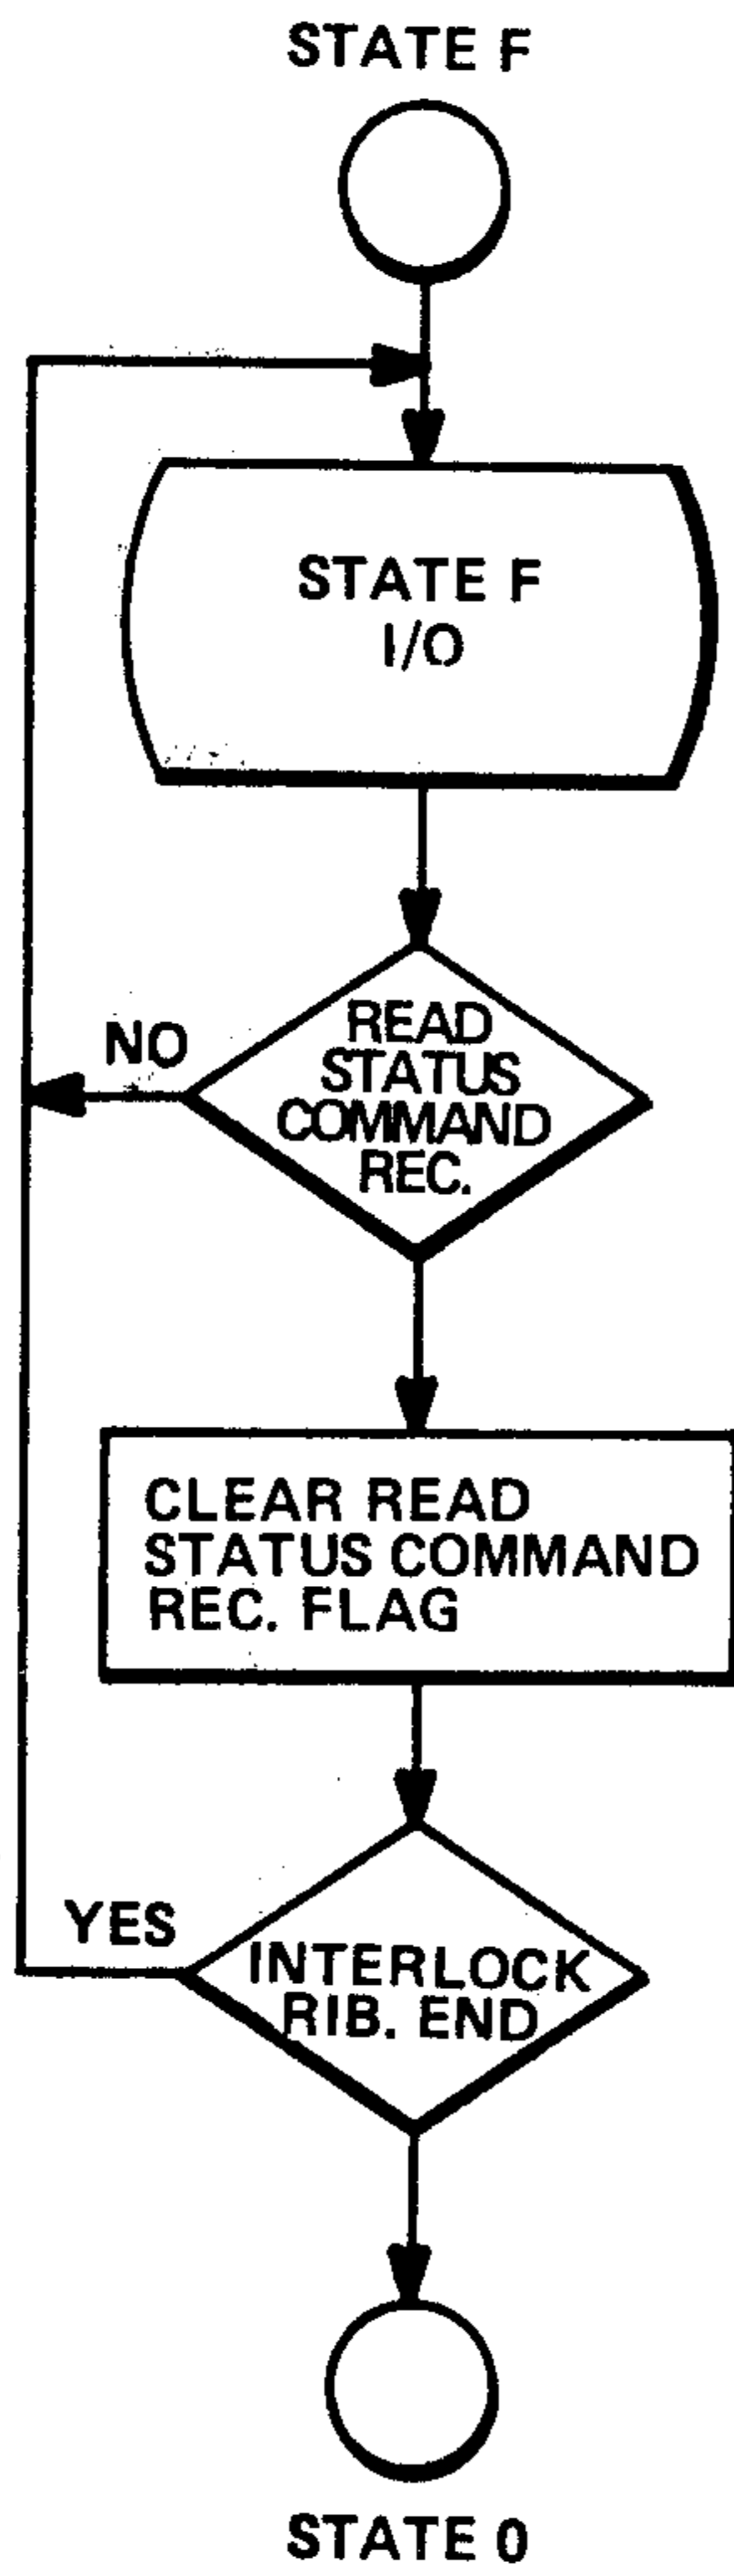 STATE F
STATE F
I/O
NO
READ
STATUS
COMMAND
REC.
CLEAR READ
STATUS COMMAND
REC. FLAG
YES
INTERLOCK
RIB. END
STATE 0